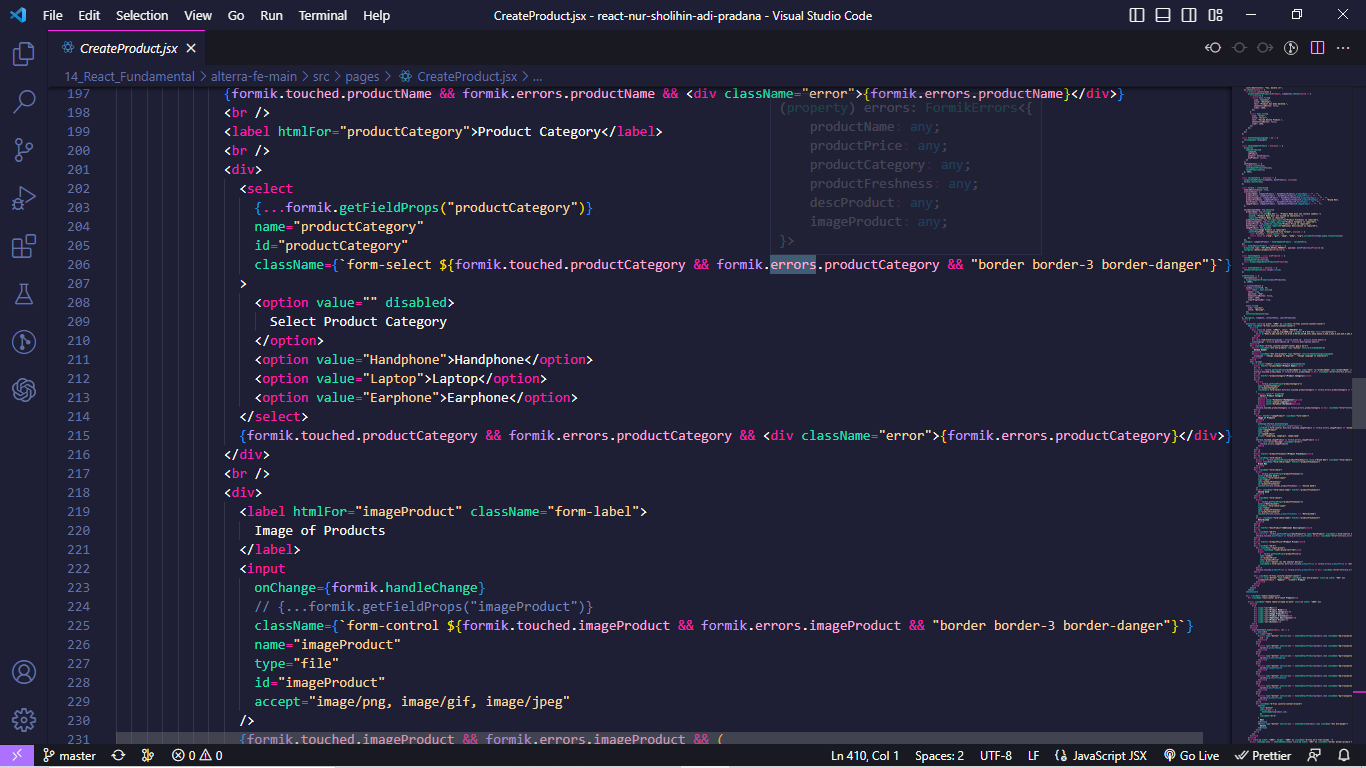 File Edit Selection View Go Run Terminal Help CreateProduct.jsx - react-nur-sholihin-adi-pradana - Visual Studio Code
CreateProduct.jsx
14_React_Fundamental > alterra-fe-main > src > pages > CreateProduct.jsx > ...
197 {formik.touched.productName && formik.errors.productName && <div className="error">{formik.errors.productName}</div>}
(property) errors: FormikErrors<{
productName: any;
productPrice: any;
productCategory: any;
productFreshness: any;
descProduct: any;
imageProduct: any;
}>
198 <br />
199 <label htmlFor="productCategory">Product Category</label>
200 <br />
201 <div>
202 <select
203 {...formik.getFieldProps("productCategory")}
204 name="productCategory"
205 id="productCategory"
206 className={`form-select ${formik.touched.productCategory && formik.errors.productCategory && "border border-3 border-danger"}`}
207 >
208 <option value="" disabled>
209 Select Product Category
210 </option>
211 <option value="Handphone">Handphone</option>
212 <option value="Laptop">Laptop</option>
213 <option value="Earphone">Earphone</option>
214 </select>
215 {formik.touched.productCategory && formik.errors.productCategory && <div className="error">{formik.errors.productCategory}</div>}
216 </div>
217 <br />
218 <div>
219 <label htmlFor="imageProduct" className="form-label">
220 Image of Products
221 </label>
222 <input
223 onChange={formik.handleChange}
224 // {...formik.getFieldProps("imageProduct")}
225 className={`form-control ${formik.touched.imageProduct && formik.errors.imageProduct && "border border-3 border-danger"}`}
226 name="imageProduct"
227 type="file"
228 id="imageProduct"
229 accept="image/png, image/gif, image/jpeg"
230 />
231 {formik.touched.imageProduct && formik.errors.imageProduct && (
master 0 0 Ln 410, Col 1 Spaces: 2 UTF-8 LF {} JavaScript JSX Go Live Prettier